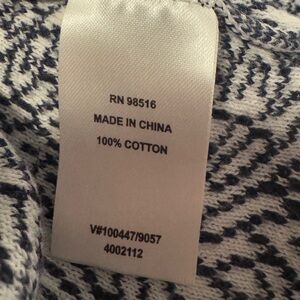 RN 98516
MADE IN CHINA
100% COTTON
V#100447/9057
4002112